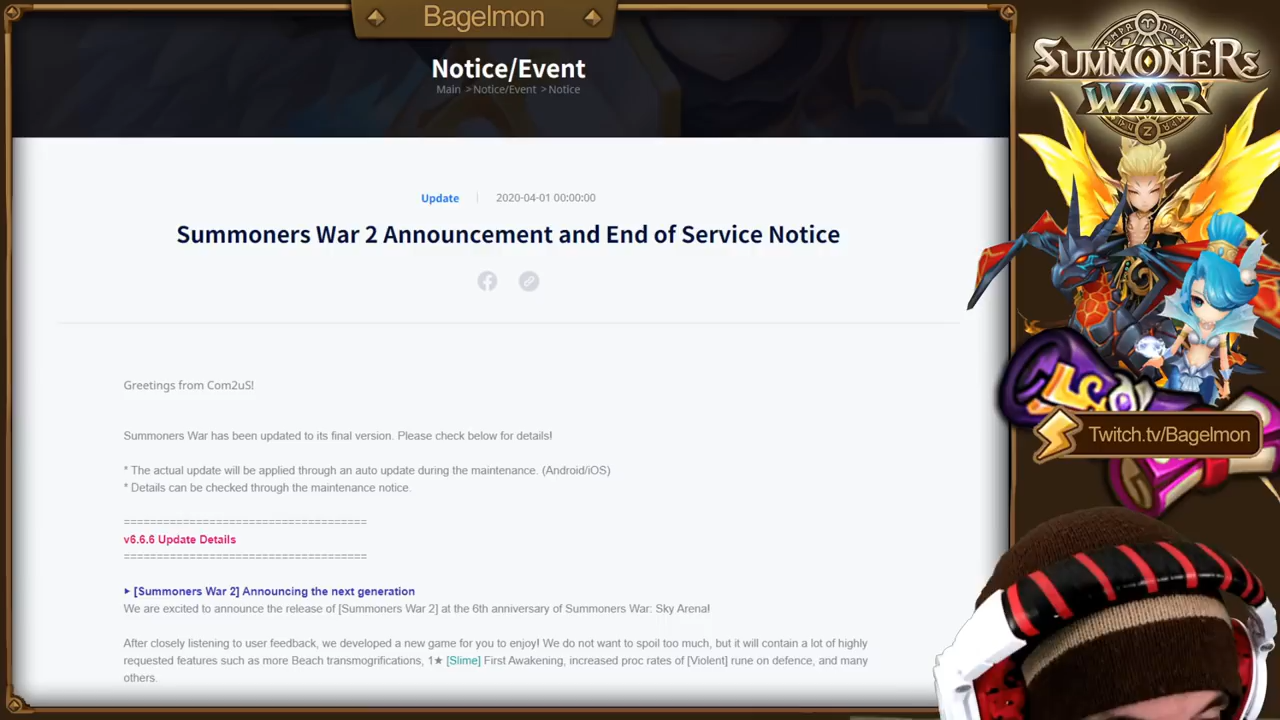 Bagelmon
SUMMONERS
WAR
Notice/Event
Main > Notice/Event > Notice
Update | 2020-04-01 00:00:00
Summoners War 2 Announcement and End of Service Notice
Greetings from Com2uS!
Summoners War has been updated to its final version. Please check below for details!
* The actual update will be applied through an auto update during the maintenance. (Android/iOS)
* Details can be checked through the maintenance notice.
=====================================
v6.6.6 Update Details
=====================================
▶ [Summoners War 2] Announcing the next generation
We are excited to announce the release of [Summoners War 2] at the 6th anniversary of Summoners War: Sky Arena!
After closely listening to user feedback, we developed a new game for you to enjoy! We do not want to spoil too much, but it will contain a lot of highly
requested features such as more Beach transmogrifications, 1★ [Slime] First Awakening, increased proc rates of [Violent] rune on defence, and many
others.
Twitch.tv/Bagelmon